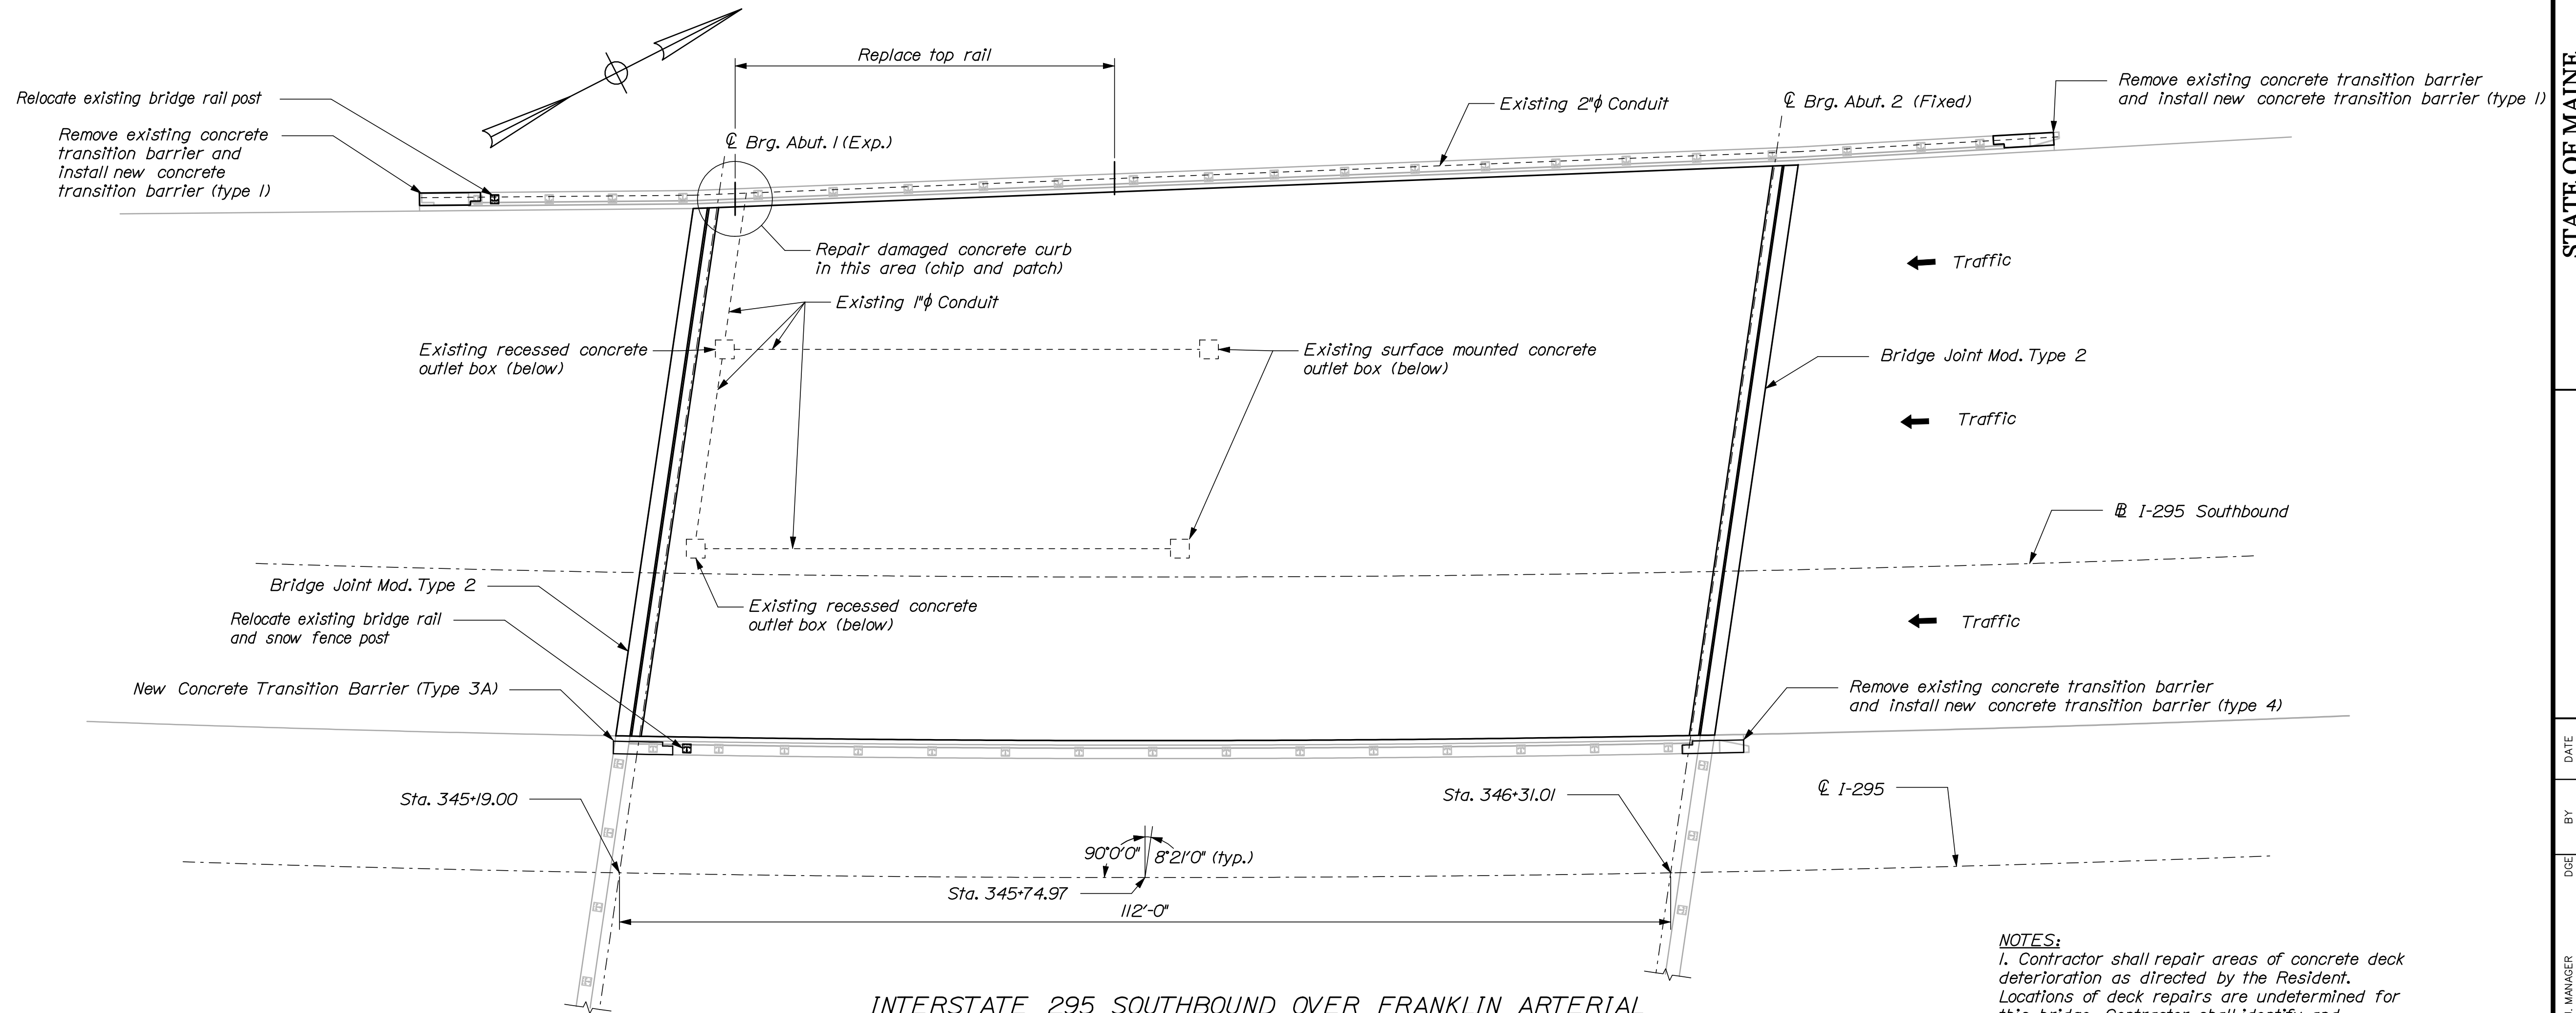 Replace top rail
Relocate existing bridge rail post
Remove existing concrete
transition barrier and
install new concrete
transition barrier (type 1)
℄ Brg. Abut. 1 (Exp.)
Existing 2"ϕ Conduit
℄ Brg. Abut. 2 (Fixed)
Remove existing concrete transition barrier
and install new concrete transition barrier (type 1)
Repair damaged concrete curb
in this area (chip and patch)
Existing 1"ϕ Conduit
Existing recessed concrete
outlet box (below)
Existing surface mounted concrete
outlet box (below)
Traffic
Bridge Joint Mod. Type 2
Traffic
BL I-295 Southbound
Bridge Joint Mod. Type 2
Relocate existing bridge rail
and snow fence post
Existing recessed concrete
outlet box (below)
Traffic
New Concrete Transition Barrier (Type 3A)
Remove existing concrete transition barrier
and install new concrete transition barrier (type 4)
Sta. 345+19.00
Sta. 346+31.01
℄ I-295
90°0'0"
8°21'0" (typ.)
Sta. 345+74.97
112'-0"
INTERSTATE 295 SOUTHBOUND OVER FRANKLIN ARTERIAL
NOTES:
1. Contractor shall repair areas of concrete deck
deterioration as directed by the Resident.
Locations of deck repairs are undetermined for
this bridge. Contractor shall identify and
STATE OF MAINE
DATE
BY
DGE
MANAGER